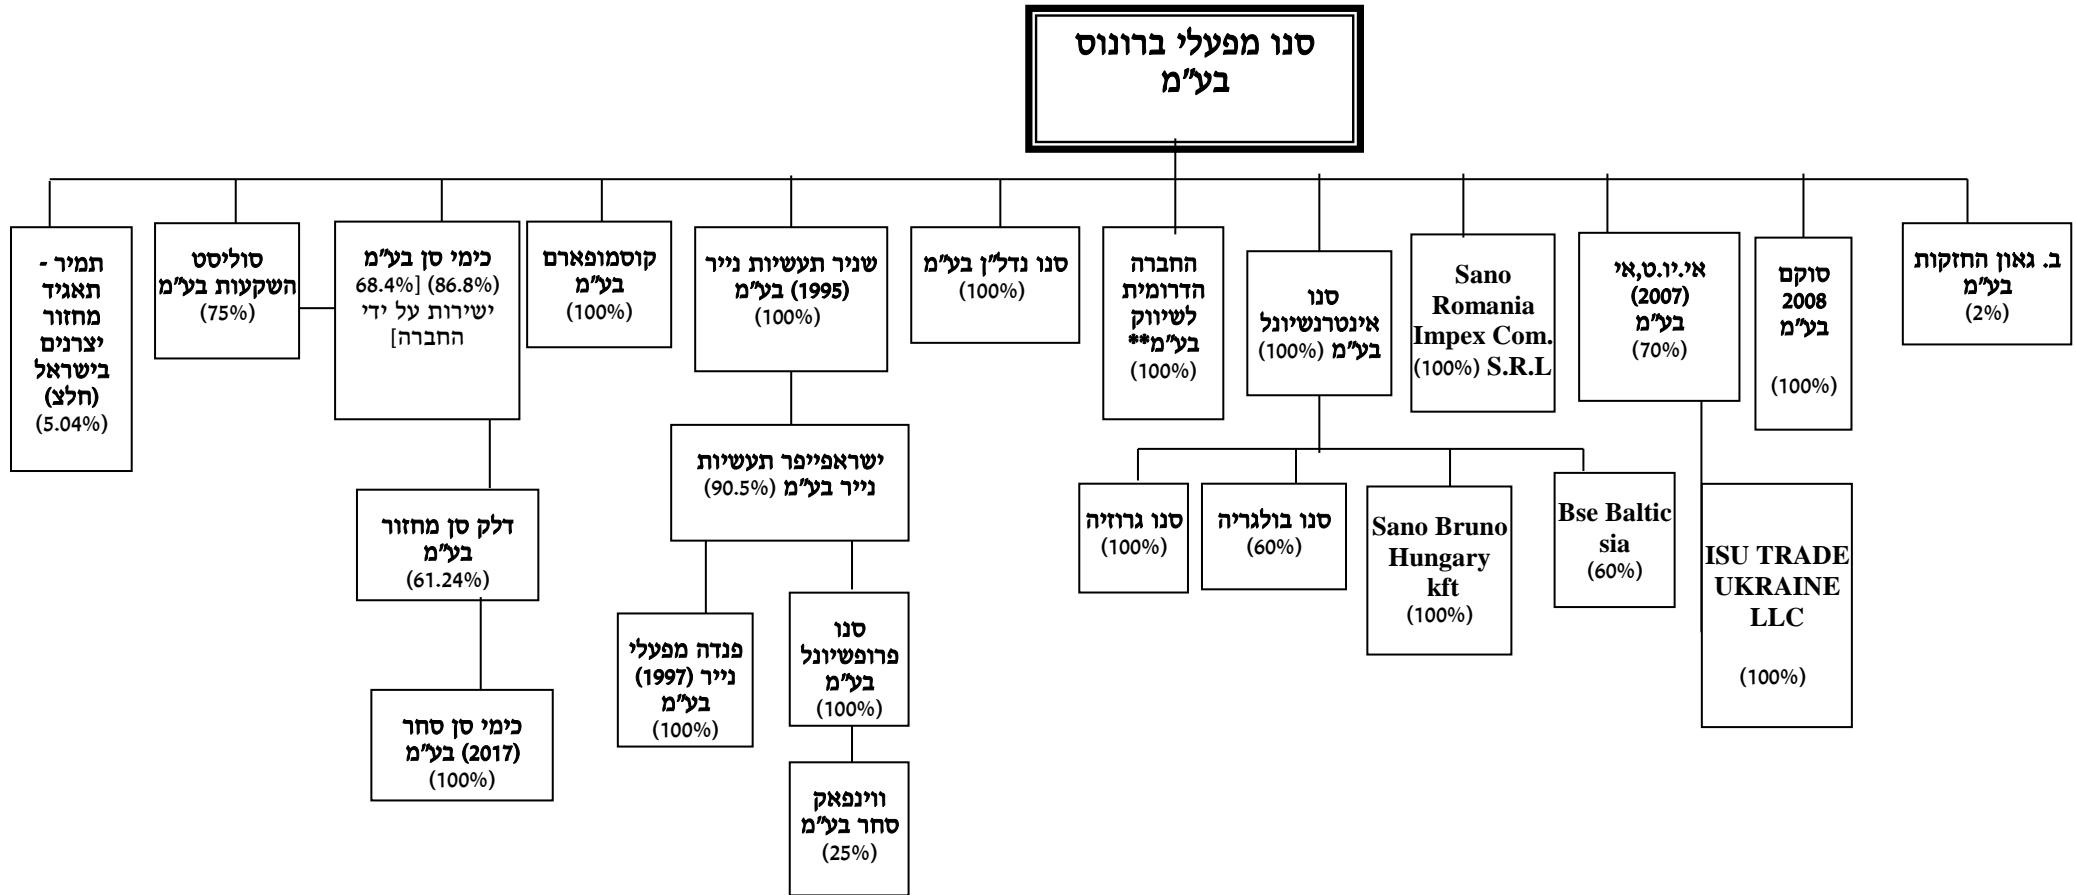 סנו מפעלי ברונוס
בע"מ
ב. גאון החזקות
בע"מ
(2%)
סוקם
2008
בע"מ
(100%)
אי.יו.ט,אי
(2007)
בע"מ
(70%)
Sano
Romania
Impex Com.
(100%) S.R.L
סנו
אינטרנשיונל
בע"מ (100%)
החברה
הדרומית
לשיווק
בע"מ**
(100%)
סנו נדל"ן בע"מ
(100%)
שניר תעשיות נייר
(1995) בע"מ
(100%)
קוסמופארם
בע"מ
(100%)
כימי סן בע"מ
(86.8%) [68.4%
ישירות על ידי
החברה]
סוליסט
השקעות בע"מ
(75%)
תמיר -
תאגיד
מחזור
יצרנים
בישראל
(חלצ)
(5.04%)
ISU TRADE
UKRAINE
LLC
(100%)
Bse Baltic
sia
(60%)
Sano Bruno
Hungary
kft
(100%)
סנו בולגריה
(60%)
סנו גרוזיה
(100%)
ישראפייפר תעשיות
נייר בע"מ (90.5%)
דלק סן מחזור
בע"מ
(61.24%)
סנו
פרופשיונל
בע"מ
(100%)
פנדה מפעלי
נייר (1997)
בע"מ
(100%)
כימי סן סחר
(2017) בע"מ
(100%)
ווינפאק
סחר בע"מ
(25%)